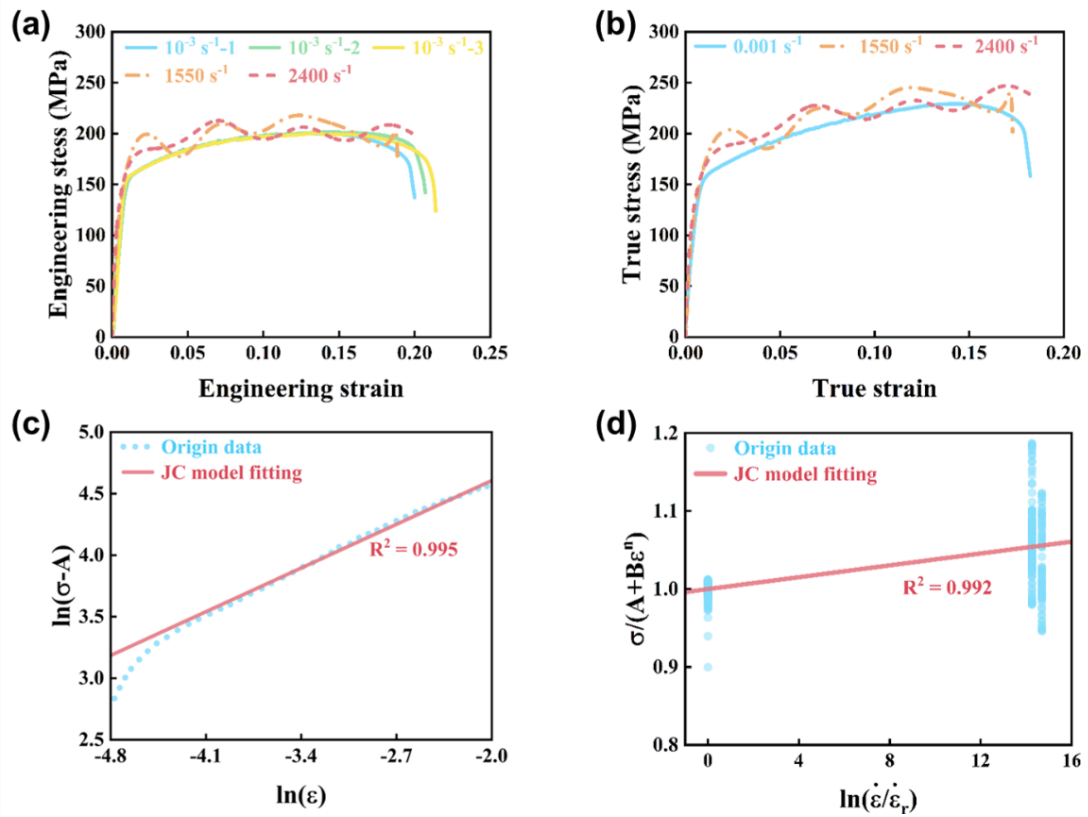 (a)
300
250
200
150
100
50
0
0.00 0.05 0.10 0.15 0.20 0.25
Engineering stess (MPa)
Engineering strain
10⁻³ s⁻¹-1 10⁻³ s⁻¹-2 10⁻³ s⁻¹-3
1550 s⁻¹ 2400 s⁻¹
(b)
300
250
200
150
100
50
0
0.00 0.05 0.10 0.15 0.20
True stress (MPa)
True strain
0.001 s⁻¹ 1550 s⁻¹ 2400 s⁻¹
(c)
5.0
4.5
4.0
3.5
3.0
2.5
-4.8 -4.1 -3.4 -2.7 -2.0
ln(σ-A)
ln(ε)
Origin data
JC model fitting
R² = 0.995
(d)
1.2
1.1
1.0
0.9
0.8
0 4 8 12 16
σ/(A+Bεⁿ)
ln(ε̇/ε̇ᵣ)
Origin data
JC model fitting
R² = 0.992